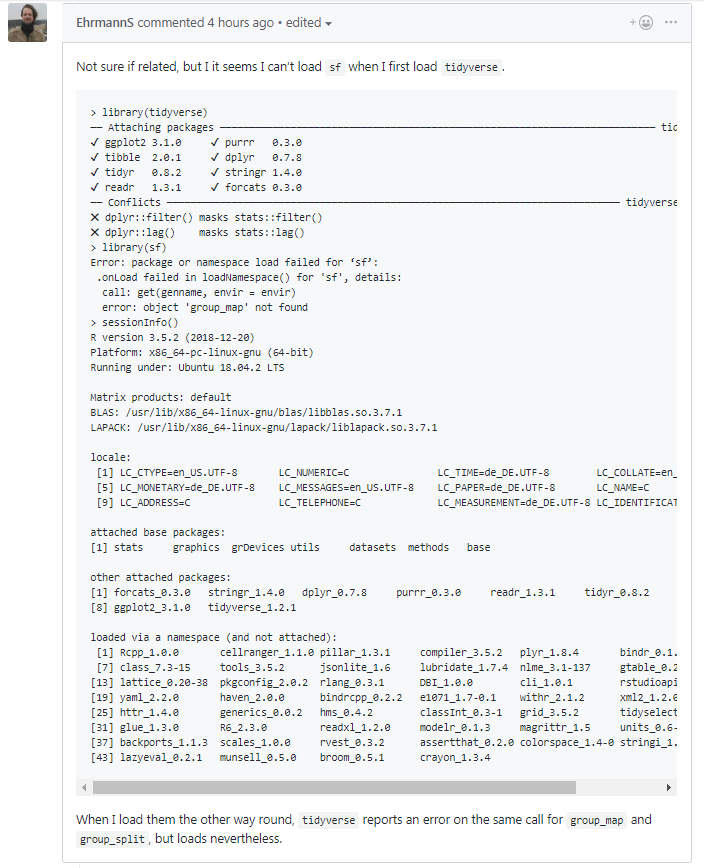 EhrmannS commented 4 hours ago • edited
Not sure if related, but I it seems I can't load sf when I first load tidyverse.
> library(tidyverse)
── Attaching packages ──────────────────────── tid
✓ ggplot2 3.1.0     ✓ purrr   0.3.0
✓ tibble  2.0.1     ✓ dplyr   0.7.8
✓ tidyr   0.8.2     ✓ stringr 1.4.0
✓ readr   1.3.1     ✓ forcats 0.3.0
── Conflicts ──────────────────────── tidyverse
✕ dplyr::filter() masks stats::filter()
✕ dplyr::lag()    masks stats::lag()
> library(sf)
Error: package or namespace load failed for ‘sf’:
 .onLoad failed in loadNamespace() for 'sf', details:
  call: get(genname, envir = envir)
  error: object 'group_map' not found
> sessionInfo()
R version 3.5.2 (2018-12-20)
Platform: x86_64-pc-linux-gnu (64-bit)
Running under: Ubuntu 18.04.2 LTS
Matrix products: default
BLAS: /usr/lib/x86_64-linux-gnu/blas/libblas.so.3.7.1
LAPACK: /usr/lib/x86_64-linux-gnu/lapack/liblapack.so.3.7.1
locale:
 [1] LC_CTYPE=en_US.UTF-8       LC_NUMERIC=C               LC_TIME=de_DE.UTF-8        LC_COLLATE=en_
 [5] LC_MONETARY=de_DE.UTF-8    LC_MESSAGES=en_US.UTF-8    LC_PAPER=de_DE.UTF-8       LC_NAME=C
 [9] LC_ADDRESS=C               LC_TELEPHONE=C             LC_MEASUREMENT=de_DE.UTF-8 LC_IDENTIFICAT
attached base packages:
[1] stats     graphics  grDevices utils     datasets  methods   base
other attached packages:
[1] forcats_0.3.0   stringr_1.4.0   dplyr_0.7.8     purrr_0.3.0     readr_1.3.1     tidyr_0.8.2
[8] ggplot2_3.1.0   tidyverse_1.2.1
loaded via a namespace (and not attached):
 [1] Rcpp_1.0.0       cellranger_1.1.0 pillar_1.3.1     compiler_3.5.2   plyr_1.8.4       bindr_0.1.
 [7] class_7.3-15     tools_3.5.2      jsonlite_1.6     lubridate_1.7.4  nlme_3.1-137     gtable_0.2
[13] lattice_0.20-38  pkgconfig_2.0.2  rlang_0.3.1      DBI_1.0.0        cli_1.0.1        rstudioapi
[19] yaml_2.2.0       haven_2.0.0      bindrcpp_0.2.2   e1071_1.7-0.1    withr_2.1.2      xml2_1.2.0
[25] httr_1.4.0       generics_0.0.2   hms_0.4.2        classInt_0.3-1   grid_3.5.2       tidyselect
[31] glue_1.3.0       R6_2.3.0         readxl_1.2.0     modelr_0.1.3     magrittr_1.5     units_0.6-
[37] backports_1.1.3  scales_1.0.0     rvest_0.3.2      assertthat_0.2.0 colorspace_1.4-0 stringi_1.
[43] lazyeval_0.2.1   munsell_0.5.0    broom_0.5.1      crayon_1.3.4
When I load them the other way round, tidyverse reports an error on the same call for group_map and
group_split, but loads nevertheless.